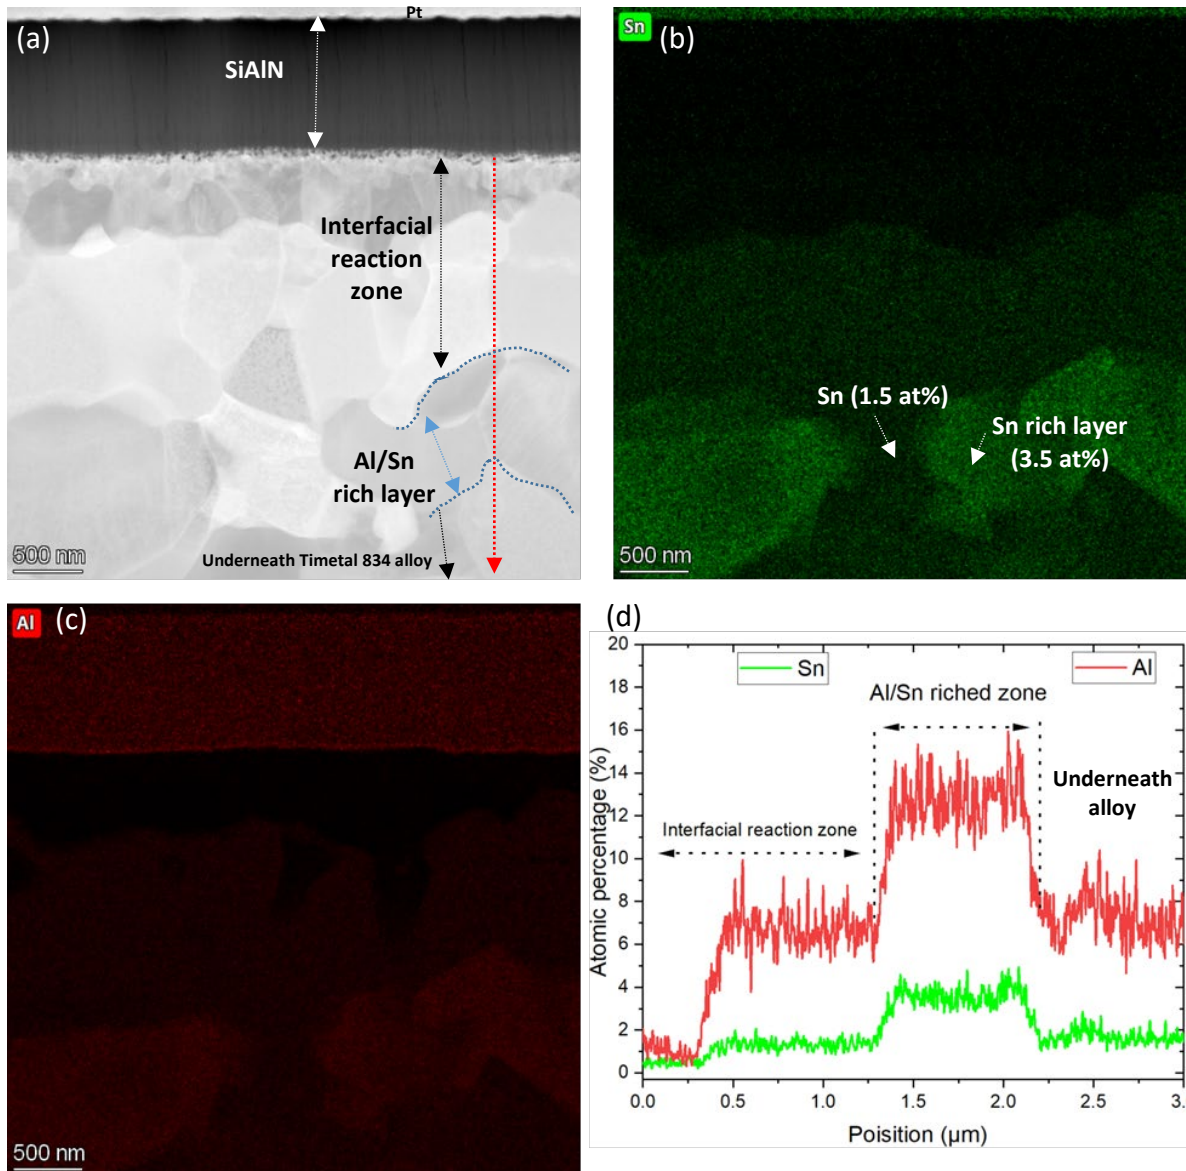 (a)
Pt
SiAlN
Interfacial
reaction
zone
Al/Sn
rich layer
Underneath Timetal 834 alloy
500 nm
Sn
(b)
Sn (1.5 at%)
Sn rich layer
(3.5 at%)
500 nm
Al
(c)
500 nm
(d)
Sn
Al
Al/Sn riched zone
Underneath
alloy
Interfacial reaction zone
Atomic percentage (%)
20
18
16
14
12
10
8
6
4
2
0
0.0 0.5 1.0 1.5 2.0 2.5 3.
Poisition (µm)